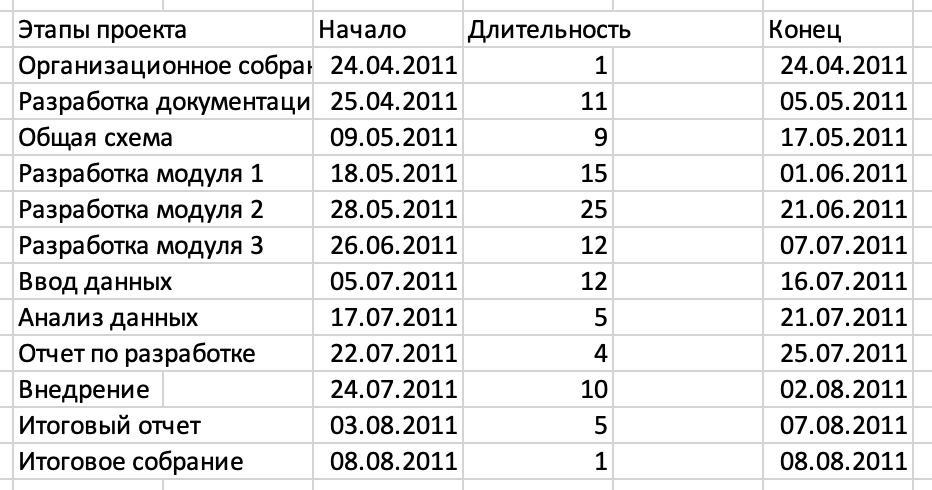 Этапы проекта Начало Длительность Конец
Организационное 24.04.2011 1 24.04.2011
Разработка 25.04.2011 11 05.05.2011
Общая схема 09.05.2011 9 17.05.2011
Разработка модуля 1 18.05.2011 15 01.06.2011
Разработка модуля 2 28.05.2011 25 21.06.2011
Разработка модуля 3 26.06.2011 12 07.07.2011
Ввод данных 05.07.2011 12 16.07.2011
Анализ данных 17.07.2011 5 21.07.2011
Отчет по разработке 22.07.2011 4 25.07.2011
Внедрение 24.07.2011 10 02.08.2011
Итоговый отчет 03.08.2011 5 07.08.2011
Итоговое собрание 08.08.2011 1 08.08.2011